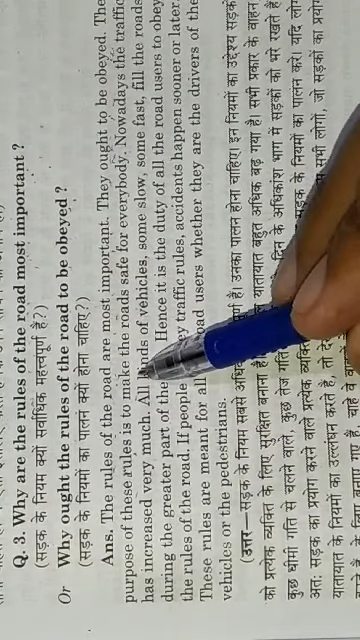 Q. 3. Why are the rules of the road most important ?
(सड़क के नियम क्यों सर्वाधिक महत्त्वपूर्ण हैं?)
Or Why ought the rules of the road to be obeyed ?
(सड़क के नियमों का पालन क्यों होना चाहिए?)
Ans. The rules of the road are most important. They ought to be obeyed. The
purpose of these rules is to make the roads safe for everybody. Nowadays the traffic
has increased very much. All kinds of vehicles, some slow, some fast, fill the roads
during the greater part of the Hence it is the duty of all the road users to obey
the rules of the road. If people traffic rules, accidents happen sooner or later.
These rules are meant for all road users whether they are the drivers of the
vehicles or the pedestrians.
(उत्तर—सड़क के नियम सबसे हैं। उनका पालन होना चाहिए। इन नियमों का उद्देश्य सड़कों
को प्रत्येक व्यक्ति के लिए सुरक्षित बनाना है। यातायात बहुत अधिक बढ़ गया है। सभी प्रकार के वाहन,
कुछ धीमी गति से चलने वाले, कुछ तेज गति दिन के अधिकांश भाग में सड़कों को भरे रखते हैं
अतः सड़क का प्रयोग करने वाले प्रत्येक व्यक्ति सड़क के नियमों का पालन करे। यदि लोग
यातायात के नियमों का उल्लंघन करते हैं, तो
सभी लोगों, जो सड़कों का प्रयोग